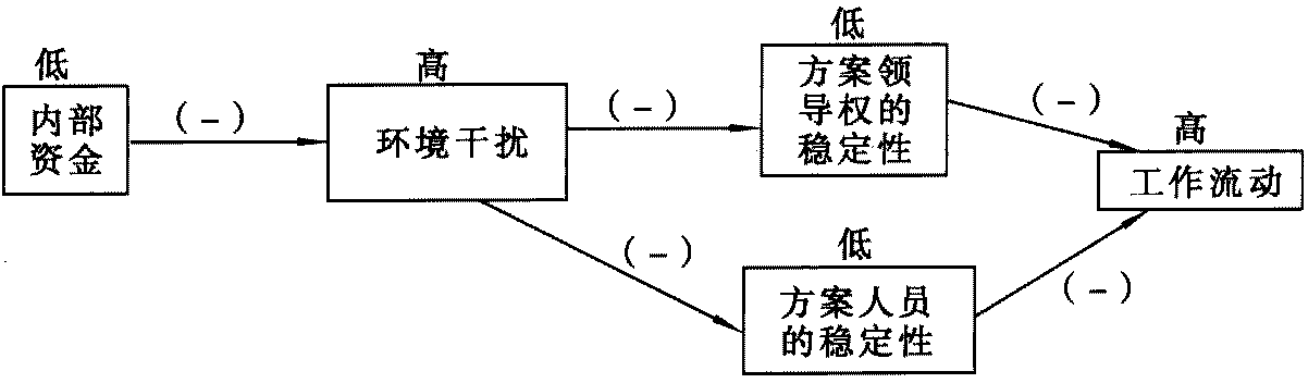 低
内部
资金
(-)
高
环境干扰
(-)
低
方案领
导权的
稳定性
(-)
高
工作流动
(-)
低
方案人员
的稳定性
(-)